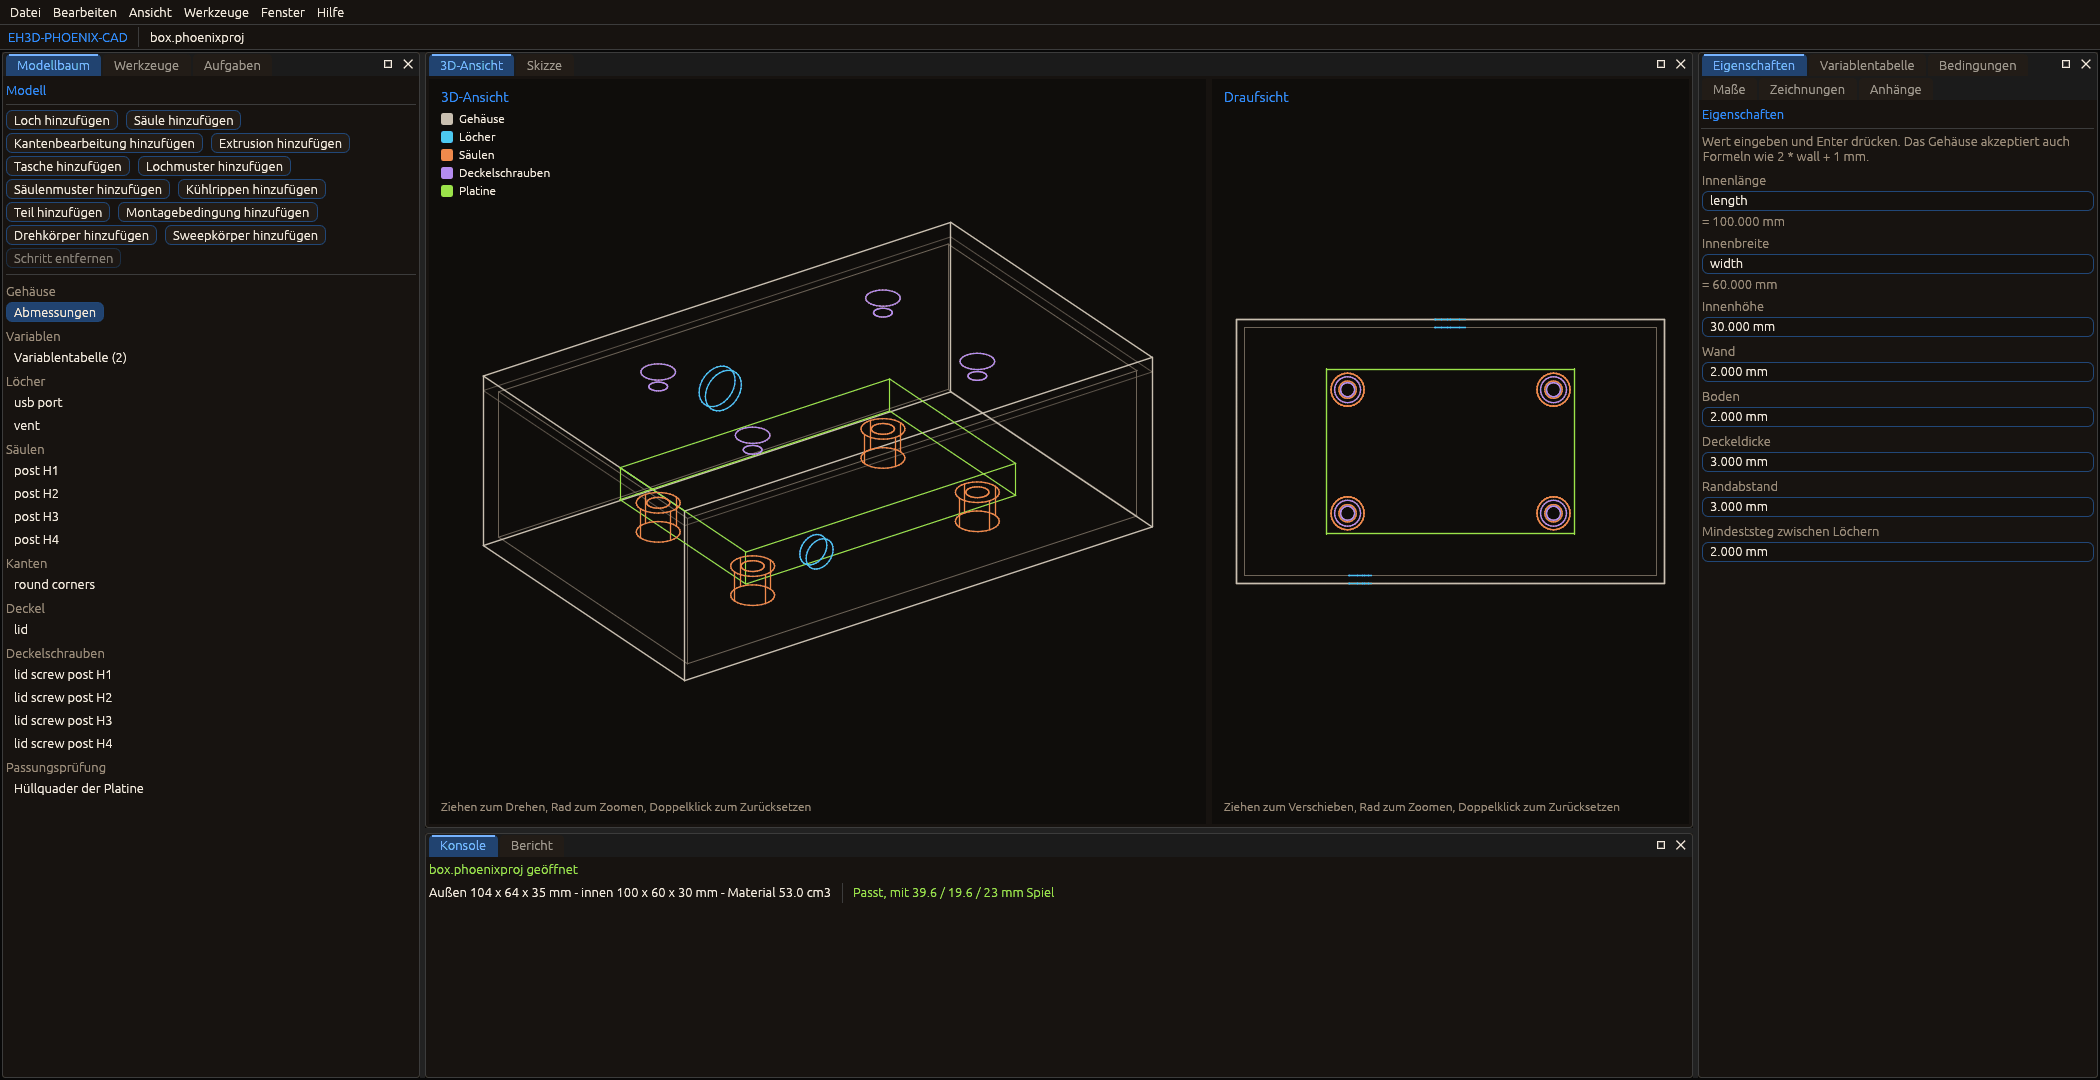 Datei Bearbeiten Ansicht Werkzeuge Fenster Hilfe
EH3D-PHOENIX-CAD box.phoenixproj
Modellbaum Werkzeuge Aufgaben
Modell
Loch hinzufügen Säule hinzufügen
Kantenbearbeitung hinzufügen Extrusion hinzufügen
Tasche hinzufügen Lochmuster hinzufügen
Säulenmuster hinzufügen Kühlrippen hinzufügen
Teil hinzufügen Montagebedingung hinzufügen
Drehkörper hinzufügen Sweepkörper hinzufügen
Schritt entfernen
Gehäuse
Abmessungen
Variablen
Variablentabelle (2)
Löcher
usb port
vent
Säulen
post H1
post H2
post H3
post H4
Kanten
round corners
Deckel
lid
Deckelschrauben
lid screw post H1
lid screw post H2
lid screw post H3
lid screw post H4
Passungsprüfung
Hüllquader der Platine
3D-Ansicht Skizze
3D-Ansicht
Gehäuse
Löcher
Säulen
Deckelschrauben
Platine
Ziehen zum Drehen, Rad zum Zoomen, Doppelklick zum Zurücksetzen
Draufsicht
Ziehen zum Verschieben, Rad zum Zoomen, Doppelklick zum Zurücksetzen
Konsole Bericht
box.phoenixproj geöffnet
Außen 104 x 64 x 35 mm - innen 100 x 60 x 30 mm - Material 53.0 cm3 Passt, mit 39.6 / 19.6 / 23 mm Spiel
Eigenschaften Variablentabelle Bedingungen
Maße Zeichnungen Anhänge
Eigenschaften
Wert eingeben und Enter drücken. Das Gehäuse akzeptiert auch
Formeln wie 2 * wall + 1 mm.
Innenlänge
length
= 100.000 mm
Innenbreite
width
= 60.000 mm
Innenhöhe
30.000 mm
Wand
2.000 mm
Boden
2.000 mm
Deckeldicke
3.000 mm
Randabstand
3.000 mm
Mindeststeg zwischen Löchern
2.000 mm